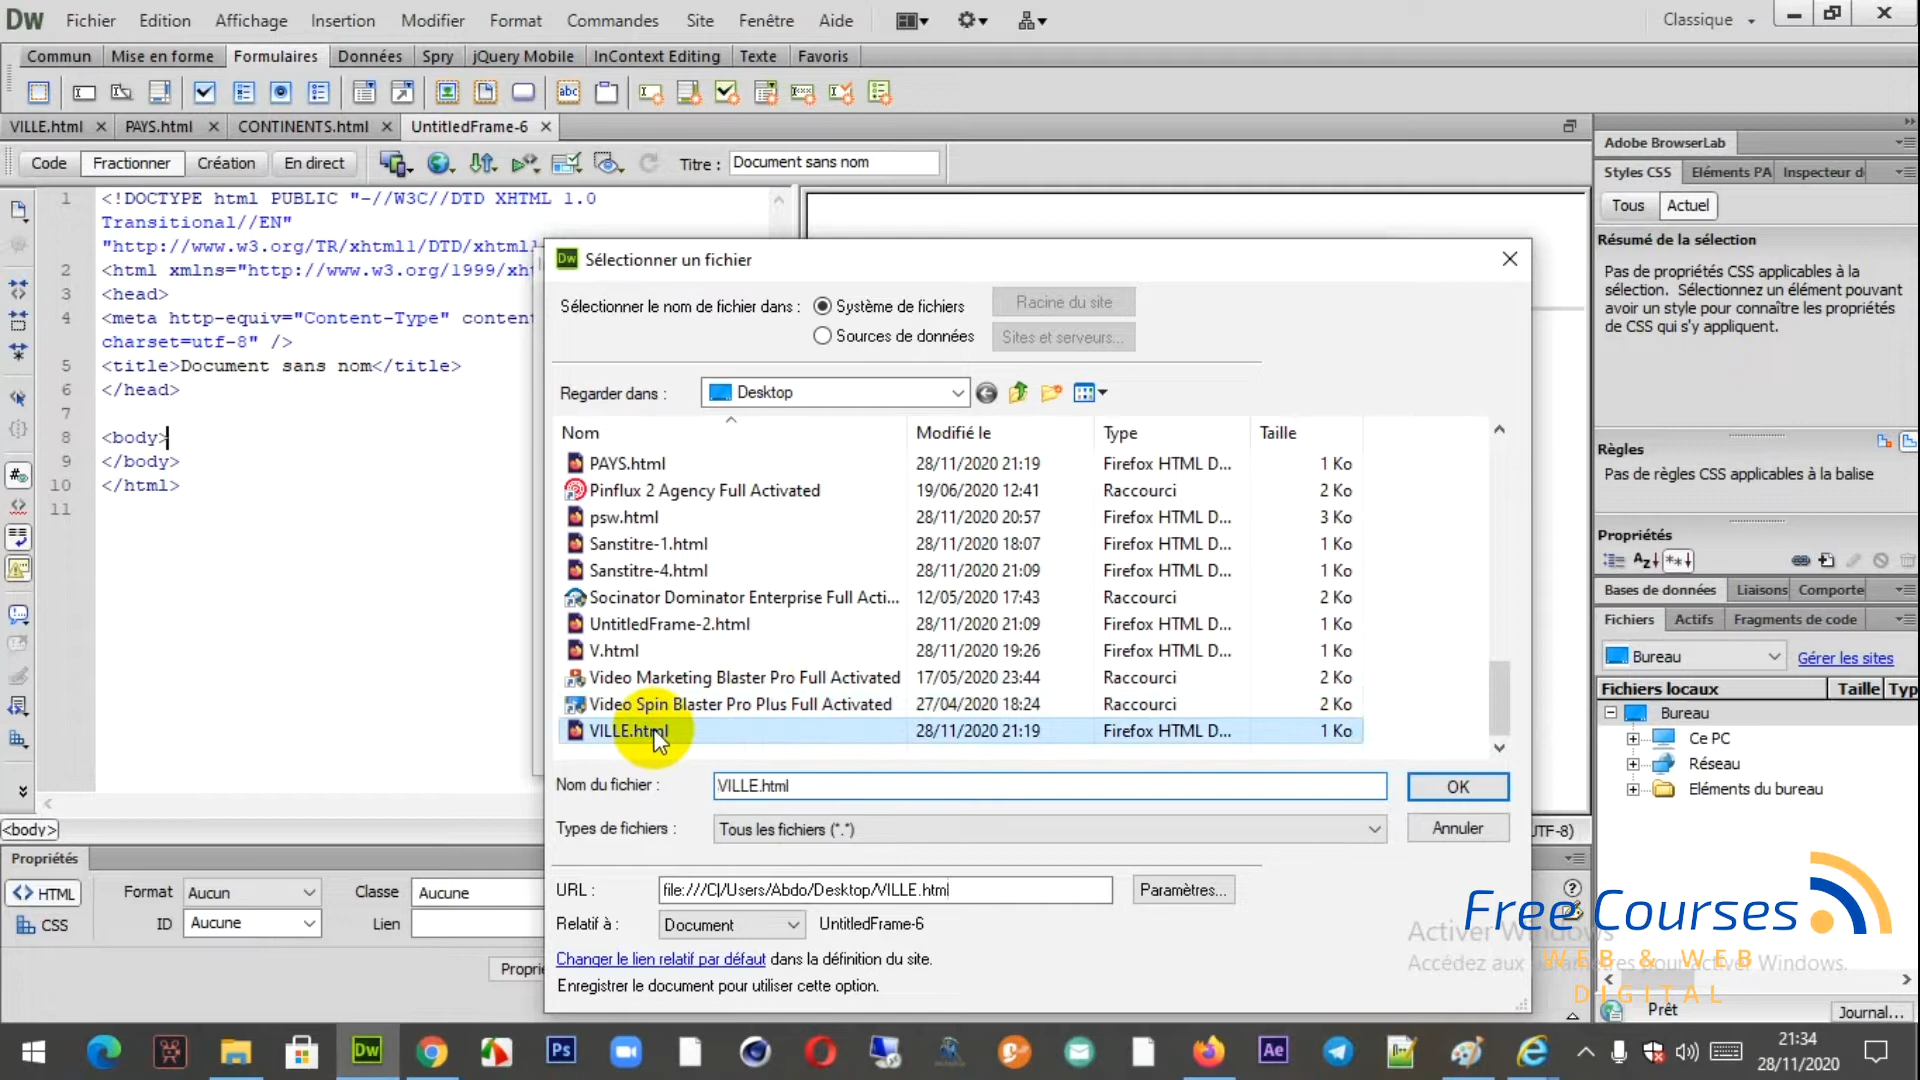 Dw Fichier Edition Affichage Insertion Modifier Format Commandes Site Fenêtre Aide Classique
Commun Mise en forme Formulaires Données Spry jQuery Mobile InContext Editing Texte Favoris
VILLE.html PAYS.html CONTINENTS.html UntitledFrame-6
Code Fractionner Création En direct Titre : Document sans nom
1 <!DOCTYPE html PUBLIC "-//W3C//DTD XHTML 1.0
Transitional//EN"
"http://www.w3.org/TR/xhtml1/DTD/xhtml1
2 <html xmlns="http://www.w3.org/1999/xht
3 <head>
4 <meta http-equiv="Content-Type" content
charset=utf-8" />
5 <title>Document sans nom</title>
6 </head>
7
8 <body>
9 </body>
10 </html>
11
<body>
Sélectionner un fichier
Sélectionner le nom de fichier dans : Système de fichiers Racine du site
Sources de données Sites et serveurs...
Regarder dans : Desktop
Nom Modifié le Type Taille
PAYS.html 28/11/2020 21:19 Firefox HTML D... 1 Ko
Pinflux 2 Agency Full Activated 19/06/2020 12:41 Raccourci 2 Ko
psw.html 28/11/2020 20:57 Firefox HTML D... 3 Ko
Sanstitre-1.html 28/11/2020 18:07 Firefox HTML D... 1 Ko
Sanstitre-4.html 28/11/2020 21:09 Firefox HTML D... 1 Ko
Socinator Dominator Enterprise Full Acti... 12/05/2020 17:43 Raccourci 2 Ko
UntitledFrame-2.html 28/11/2020 21:09 Firefox HTML D... 1 Ko
V.html 28/11/2020 19:26 Firefox HTML D... 1 Ko
Video Marketing Blaster Pro Full Activated 17/05/2020 23:44 Raccourci 2 Ko
Video Spin Blaster Pro Plus Full Activated 27/04/2020 18:24 Raccourci 2 Ko
VILLE.html 28/11/2020 21:19 Firefox HTML D... 1 Ko
Nom du fichier : VILLE.html OK
Types de fichiers : Tous les fichiers (*.*) Annuler
URL : file:///C|/Users/Abdo/Desktop/VILLE.html Paramètres...
Relatif à : Document UntitledFrame-6
Changer le lien relatif par défaut dans la définition du site.
Enregistrer le document pour utiliser cette option.
UTF-8)
Propriétés
HTML Format Aucun Classe Aucune
CSS ID Aucune Lien
Adobe BrowserLab
Styles CSS Eléments PA Inspecteur d
Tous Actuel
Résumé de la sélection
Pas de propriétés CSS applicables à la
sélection. Sélectionnez un élément pouvant
avoir un style pour connaître les propriétés
de CSS qui s'y appliquent.
Règles
Pas de règles CSS applicables à la balise
Propriétés
Bases de données Liaisons Comporte
Fichiers Actifs Fragments de code
Bureau Gérer les sites
Fichiers locaux Taille Typ
Bureau
Ce PC
Réseau
Eléments du bureau
Prêt Journal...
Free Courses
WEB & WEB
DIGITAL
Activer Windows
Accédez aux paramètres pour activer Windows.
Dw Ps Ae
21:34
28/11/2020